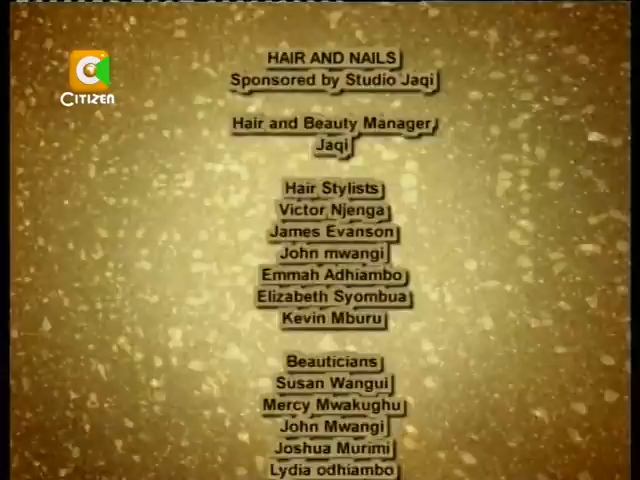 CITIZEN
HAIR AND NAILS
Sponsored by Studio Jaqi
Hair and Beauty Manager
Jaqi
Hair Stylists
Victor Njenga
James Evanson
John mwangi
Emmah Adhiambo
Elizabeth Syombua
Kevin Mburu
Beauticians
Susan Wangui
Mercy Mwakughu
John Mwangi
Joshua Murimi
Lydia odhiambo